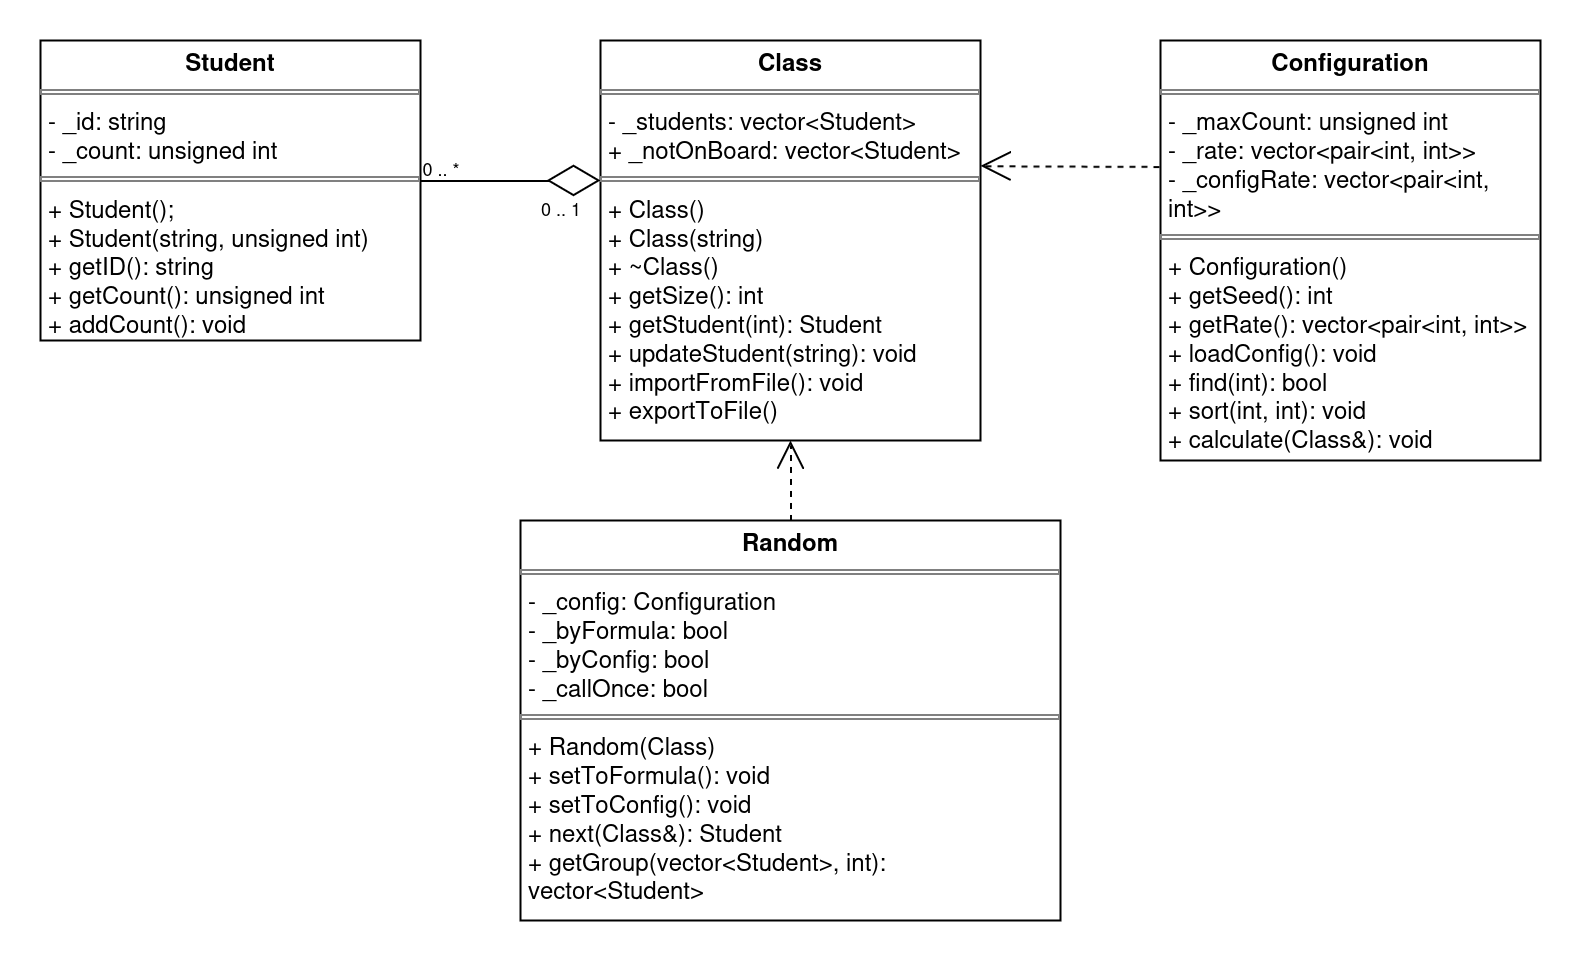 Student
- _id: string
- _count: unsigned int
+ Student();
+ Student(string, unsigned int)
+ getID(): string
+ getCount(): unsigned int
+ addCount(): void
0 .. *
0 .. 1
Class
- _students: vector<Student>
+ _notOnBoard: vector<Student>
+ Class()
+ Class(string)
+ ~Class()
+ getSize(): int
+ getStudent(int): Student
+ updateStudent(string): void
+ importFromFile(): void
+ exportToFile()
Configuration
- _maxCount: unsigned int
- _rate: vector<pair<int, int>>
- _configRate: vector<pair<int,
int>>
+ Configuration()
+ getSeed(): int
+ getRate(): vector<pair<int, int>>
+ loadConfig(): void
+ find(int): bool
+ sort(int, int): void
+ calculate(Class&): void
Random
- _config: Configuration
- _byFormula: bool
- _byConfig: bool
- _callOnce: bool
+ Random(Class)
+ setToFormula(): void
+ setToConfig(): void
+ next(Class&): Student
+ getGroup(vector<Student>, int):
vector<Student>